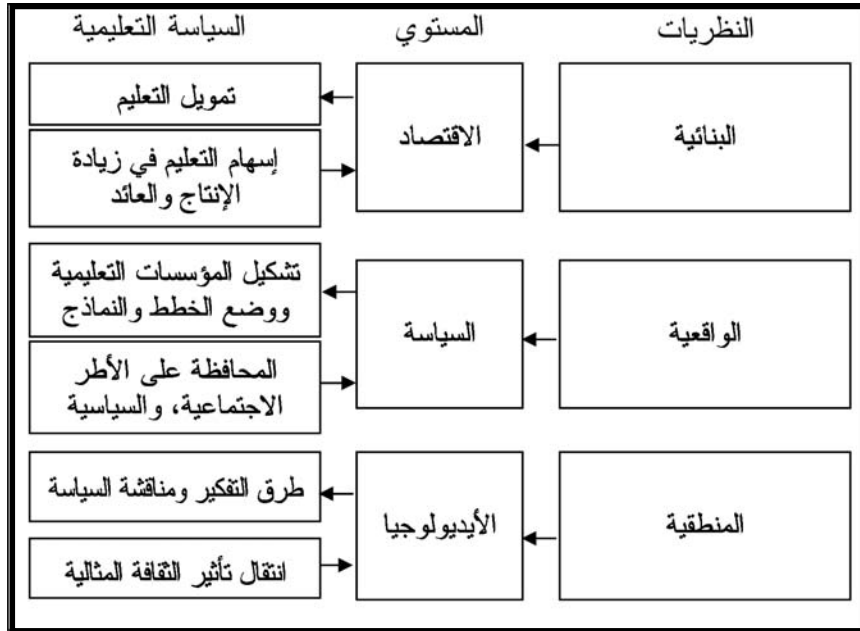 النظريات
المستوي
السياسة التعليمية
البنائية
الاقتصاد
تمويل التعليم
إسهام التعليم في زيادة
الإنتاج والعائد
الواقعية
السياسة
تشكيل المؤسسات التعليمية
ووضع الخطط والنماذج
المحافظة على الأطر
الاجتماعية، والسياسية
المنطقية
الأيديولوجيا
طرق التفكير ومناقشة السياسة
انتقال تأثير الثقافة المثالية